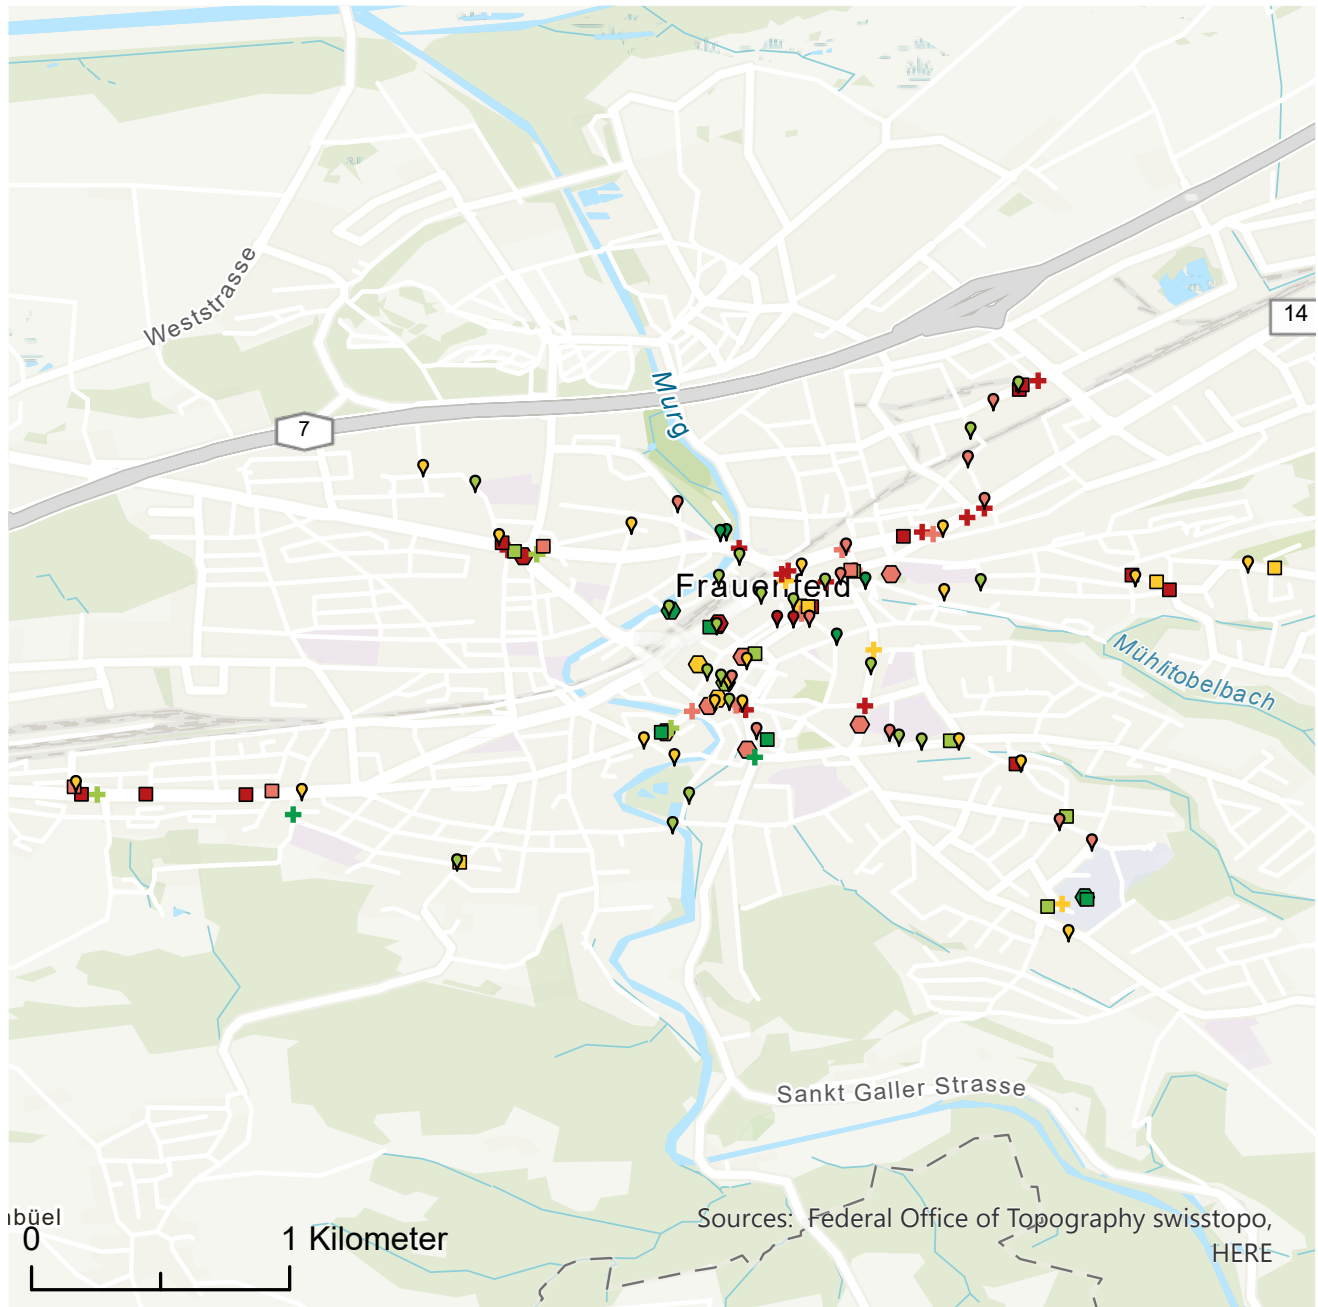 Weststrasse
14
Murg
7
Frauenfeld
Mühlitobelbach
Sankt Galler Strasse
Sources: Federal Office of Topography swisstopo,
HERE
büel
0
1 Kilometer